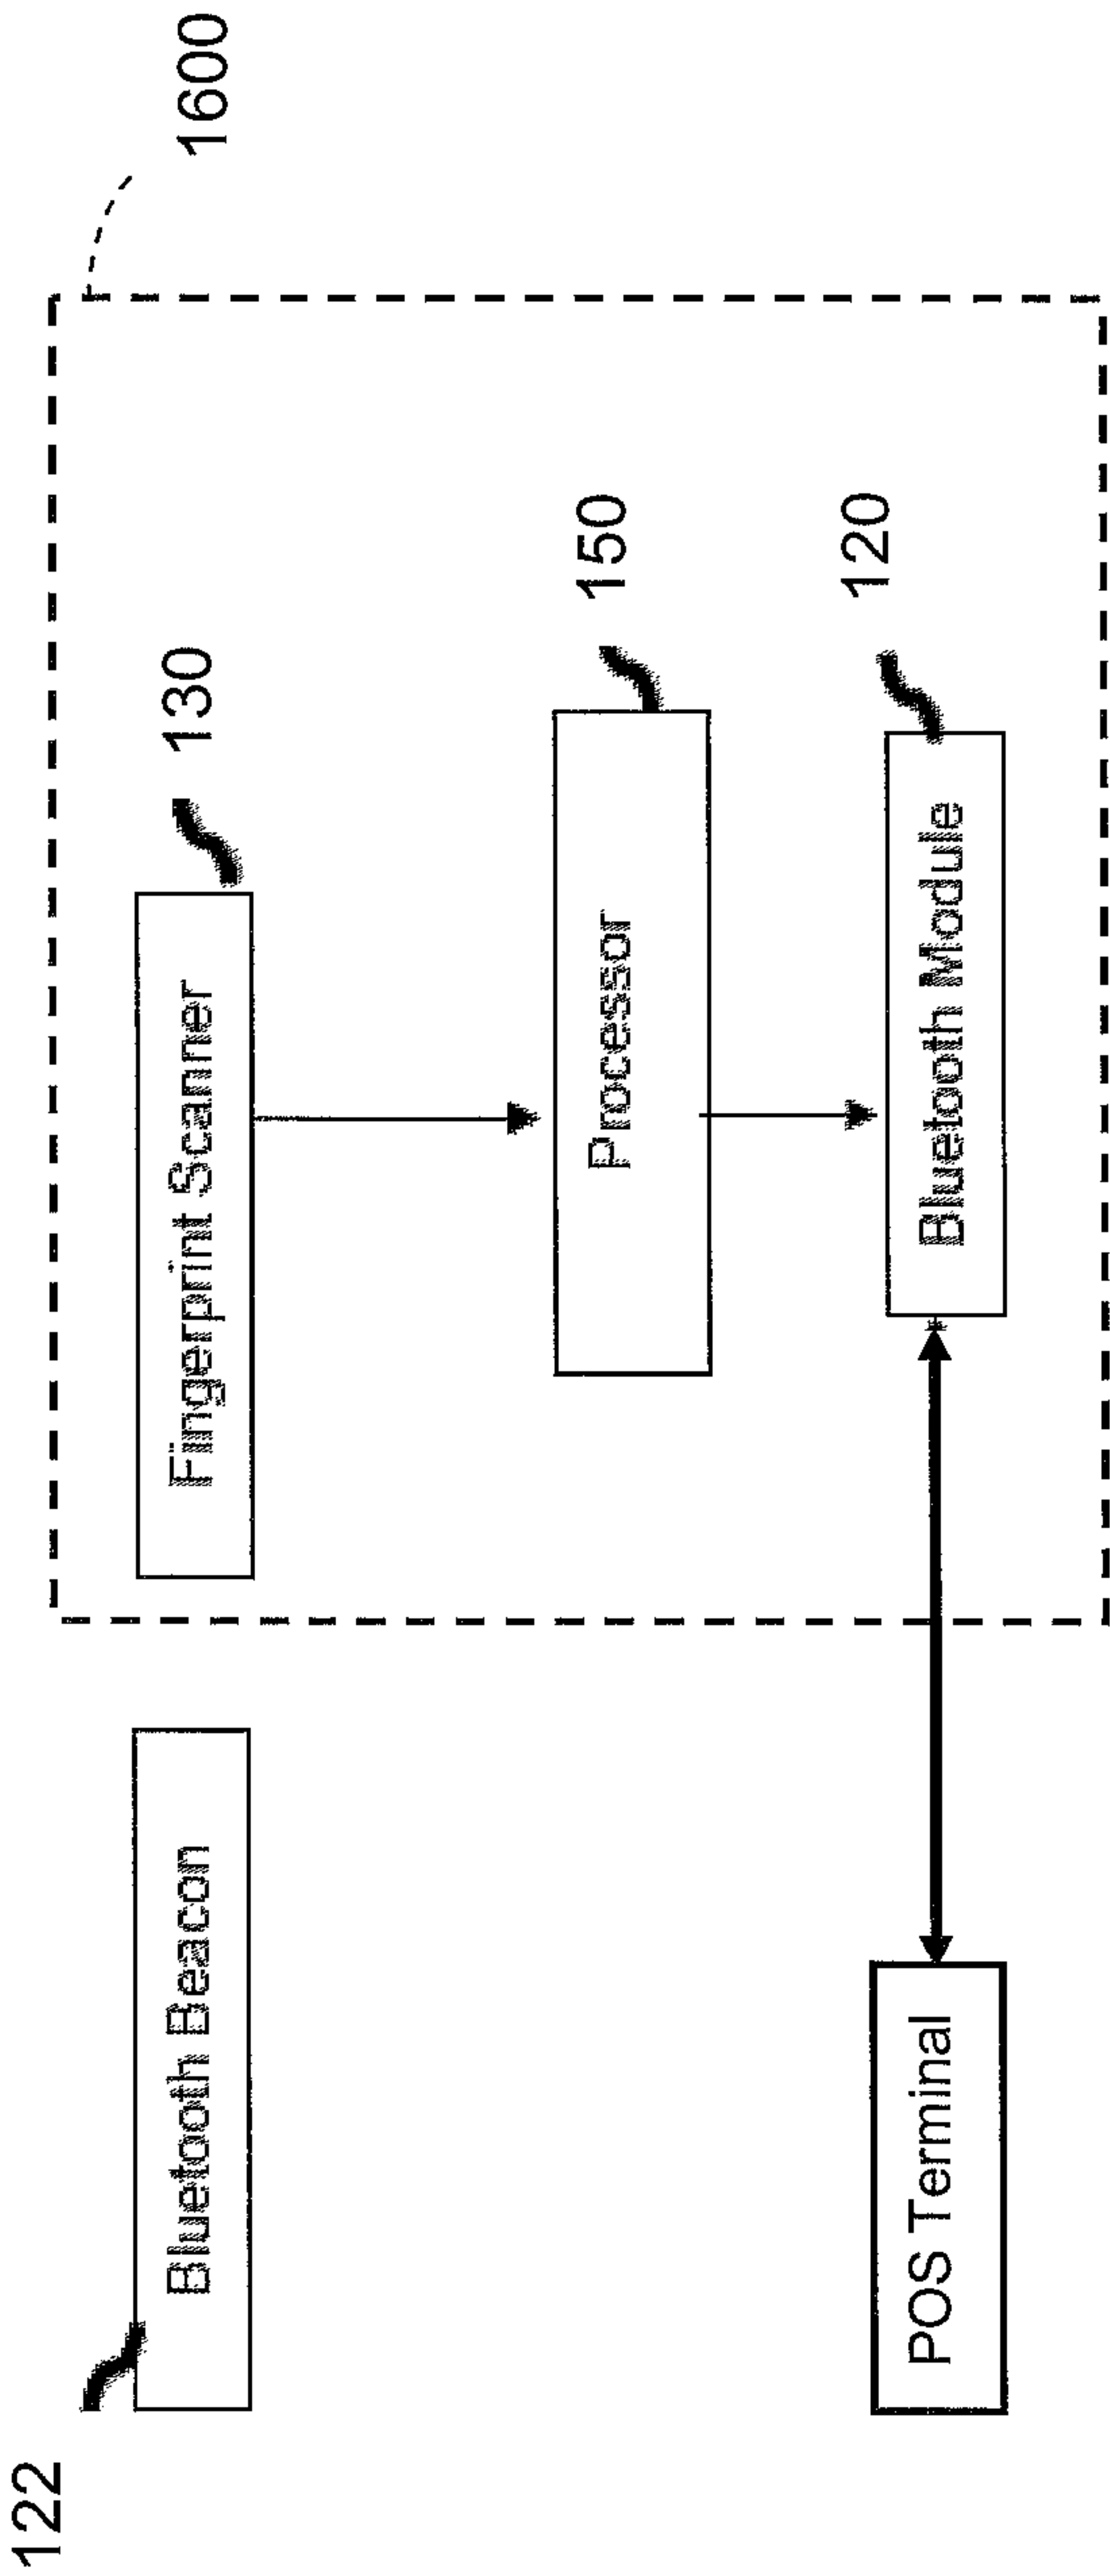 1600
130
Fingerprint Scanner
150
Processor
120
Bluetooth Module
122
Bluetooth Beacon
POS Terminal